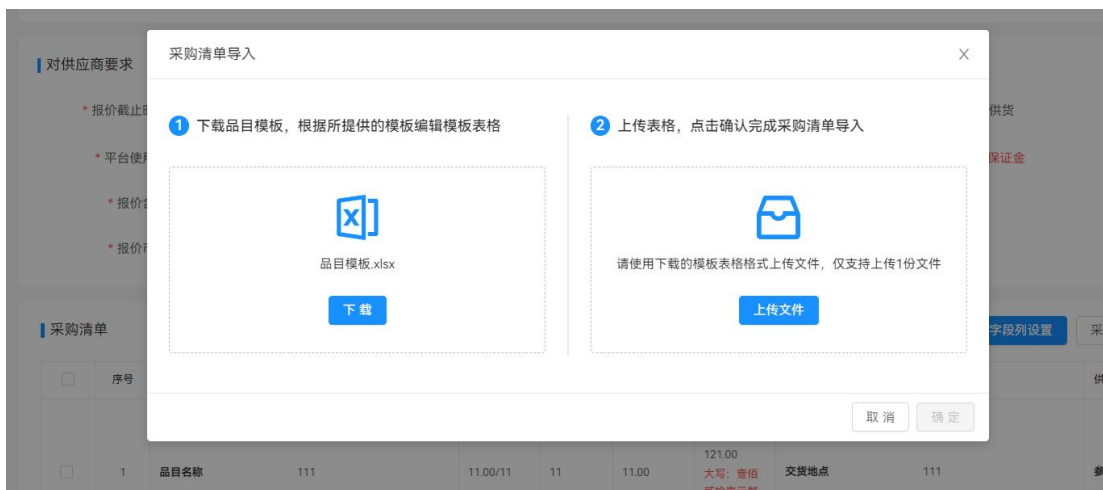 采购清单导入
对供应商要求
* 报价截止
供货
1 下载品目模板，根据所提供的模板编辑模板表格
2 上传表格，点击确认完成采购清单导入
* 平台使
保证金
* 报价
* 报价
品目模板.xlsx
下 载
请使用下载的模板表格格式上传文件，仅支持上传1份文件
上传文件
采购清单
字段列设置
采
序号
供
取 消
确 定
1
品目名称
111
11.00/11
11
11.00
121.00
大写：壹佰
交货地点
111
参